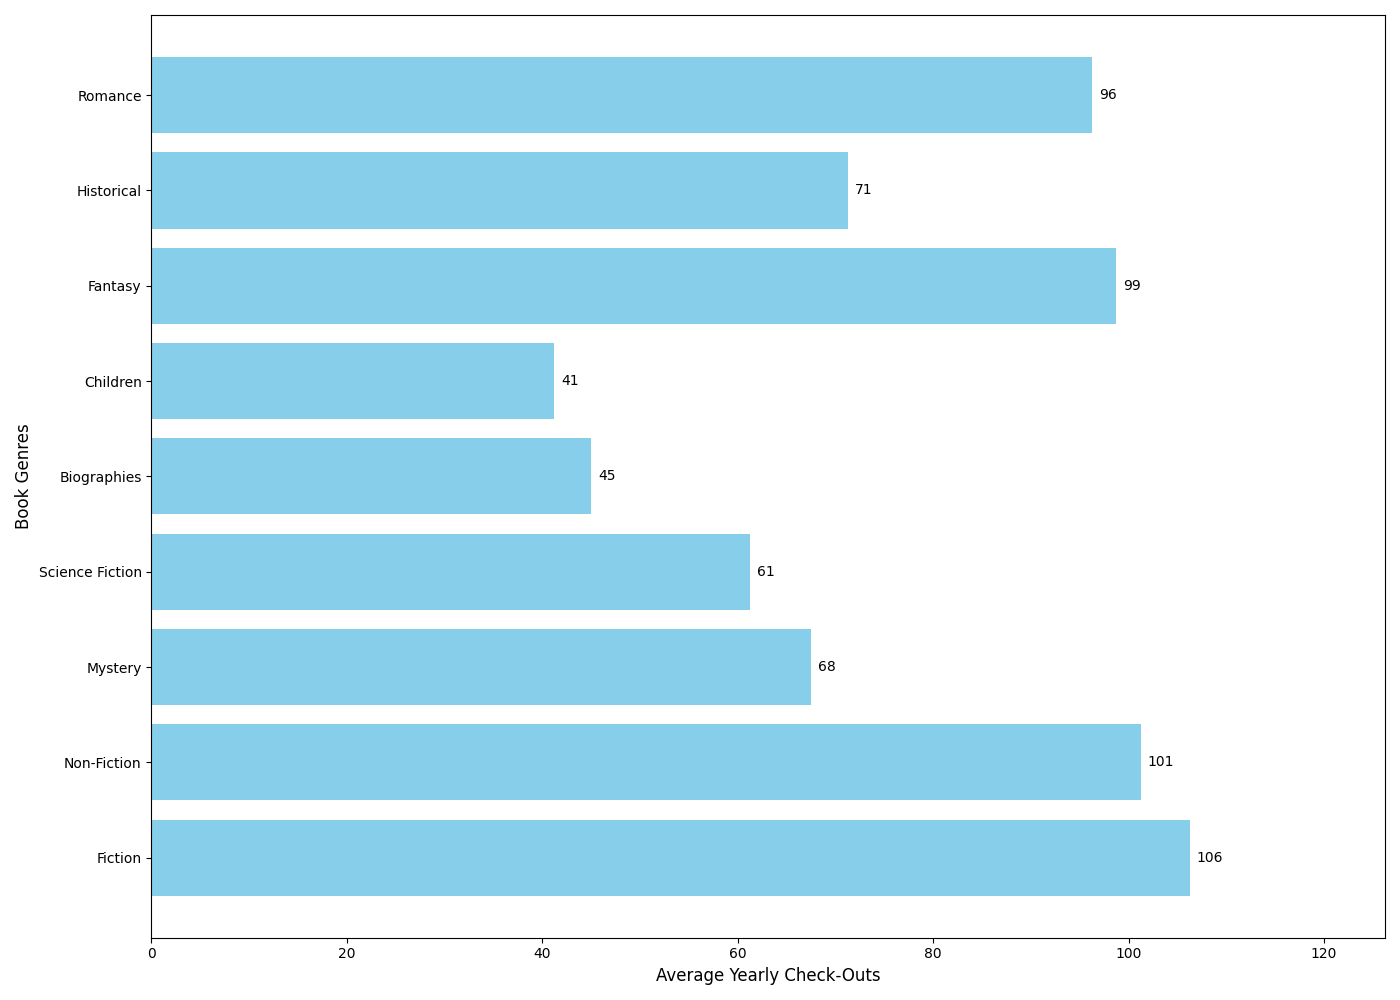 Romance
96
Historical
71
Fantasy
99
Children
41
Biographies
45
Science Fiction
61
Mystery
68
Non-Fiction
101
Fiction
106
Book Genres
0 20 40 60 80 100 120
Average Yearly Check-Outs